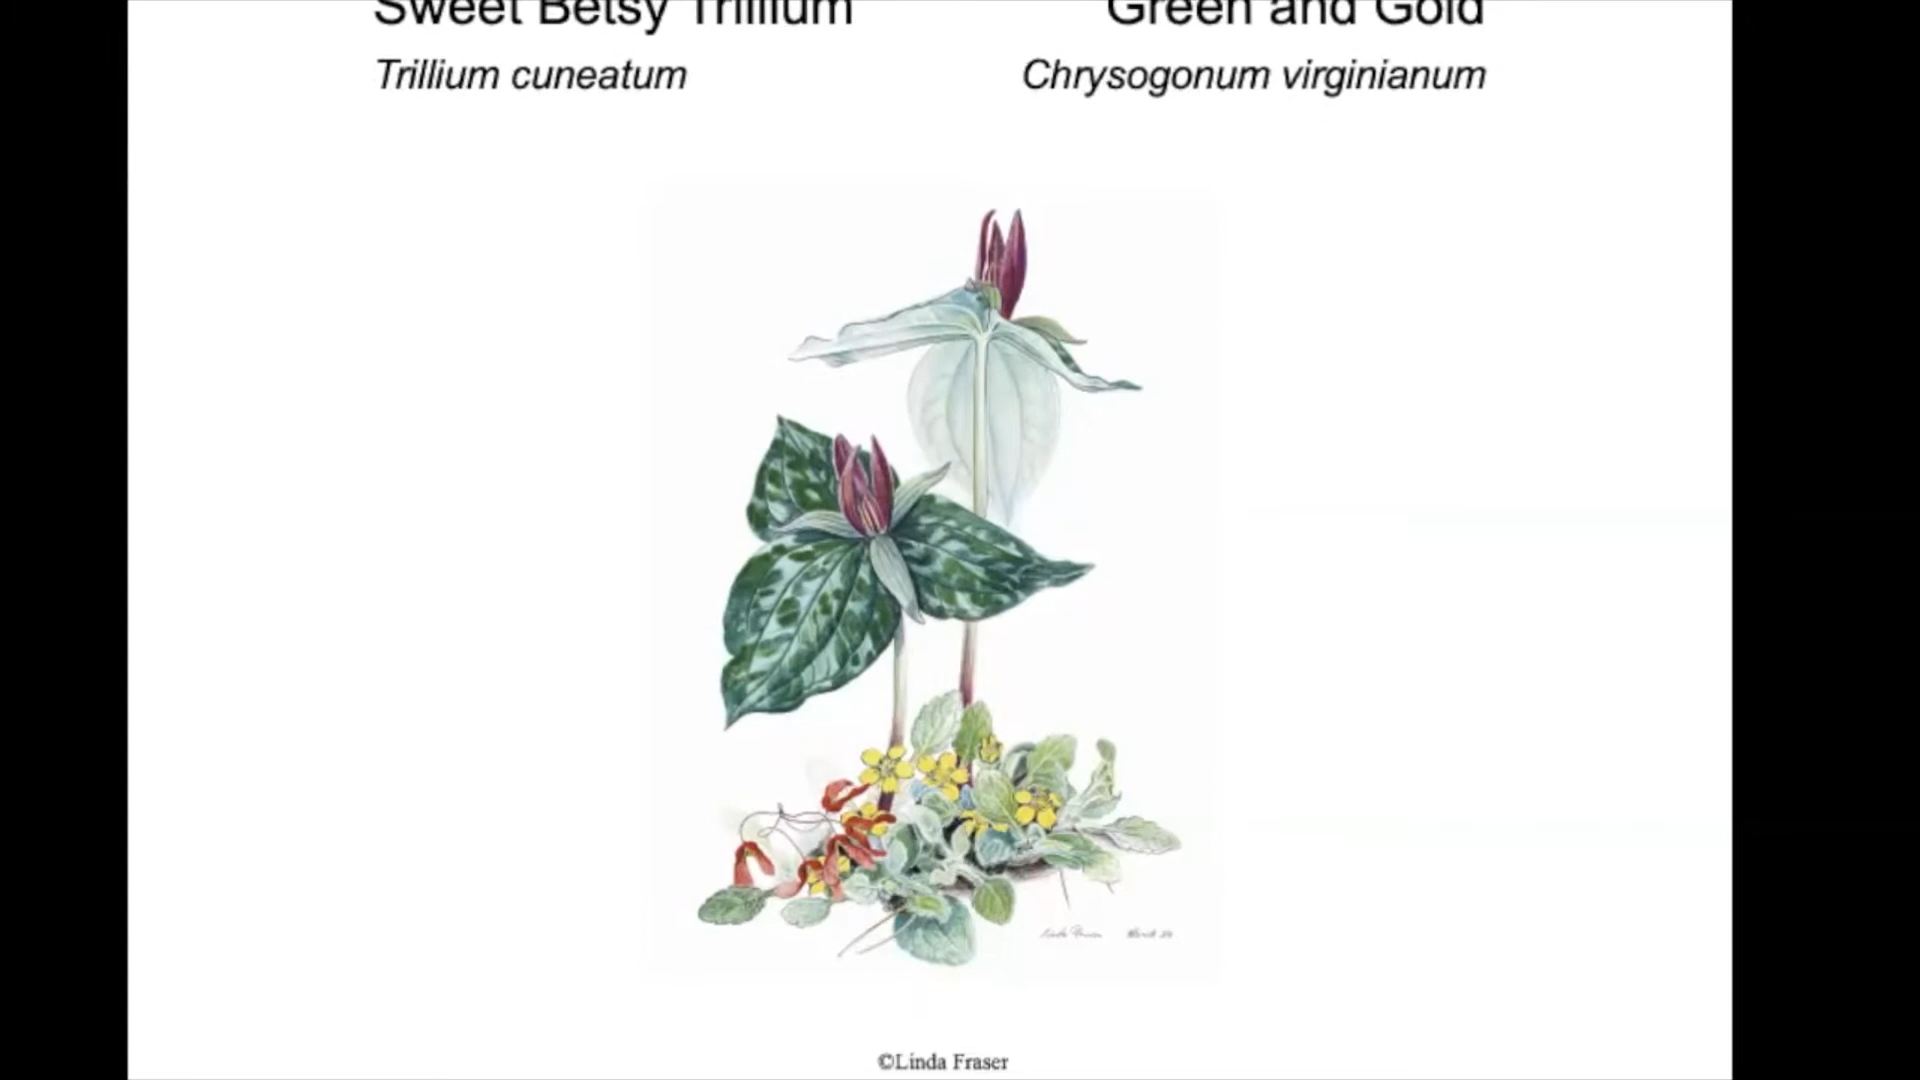 Sweet Betsy Trillium
Green and Gold
Trillium cuneatum
Chrysogonum virginianum
©Linda Fraser